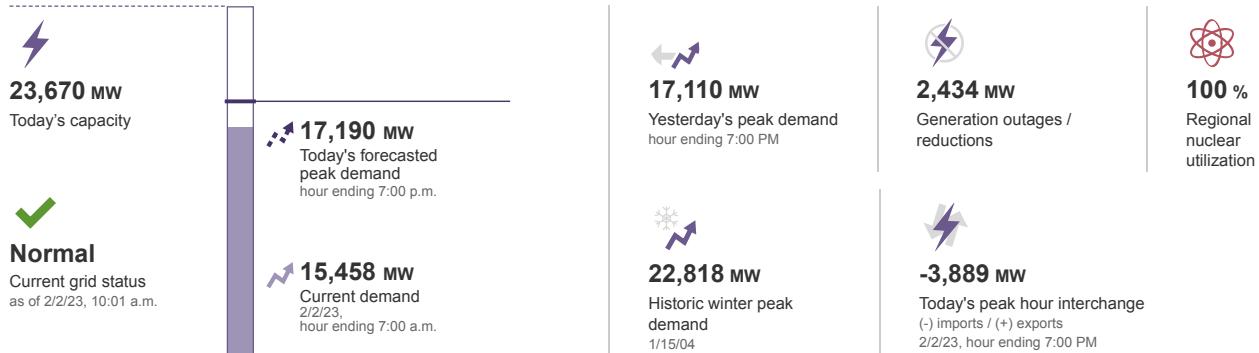 23,670 MW
Today's capacity
Normal
Current grid status
as of 2/2/23, 10:01 a.m.
17,190 MW
Today's forecasted
peak demand
hour ending 7:00 p.m.
15,458 MW
Current demand
2/2/23,
hour ending 7:00 a.m.
17,110 MW
Yesterday's peak demand
hour ending 7:00 PM
2,434 MW
Generation outages /
reductions
100 %
Regional
nuclear
utilization
22,818 MW
Historic winter peak
demand
1/15/04
-3,889 MW
Today's peak hour interchange
(-) imports / (+) exports
2/2/23, hour ending 7:00 PM